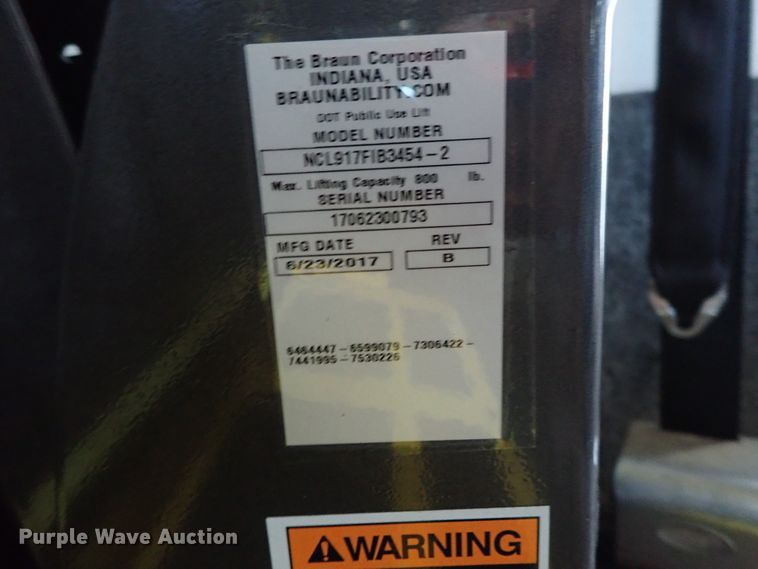 The Braun Corporation
INDIANA, USA
BRAUNABILITY.COM
DOT Public Use Lift
MODEL NUMBER
NCL917FIB3454-2
Max. Lifting Capacity 800 lb.
SERIAL NUMBER
17062300793
MFG DATE REV
6/23/2017 B
6464447-6599079-7306422-
7441995-7530226
WARNING
Purple Wave Auction